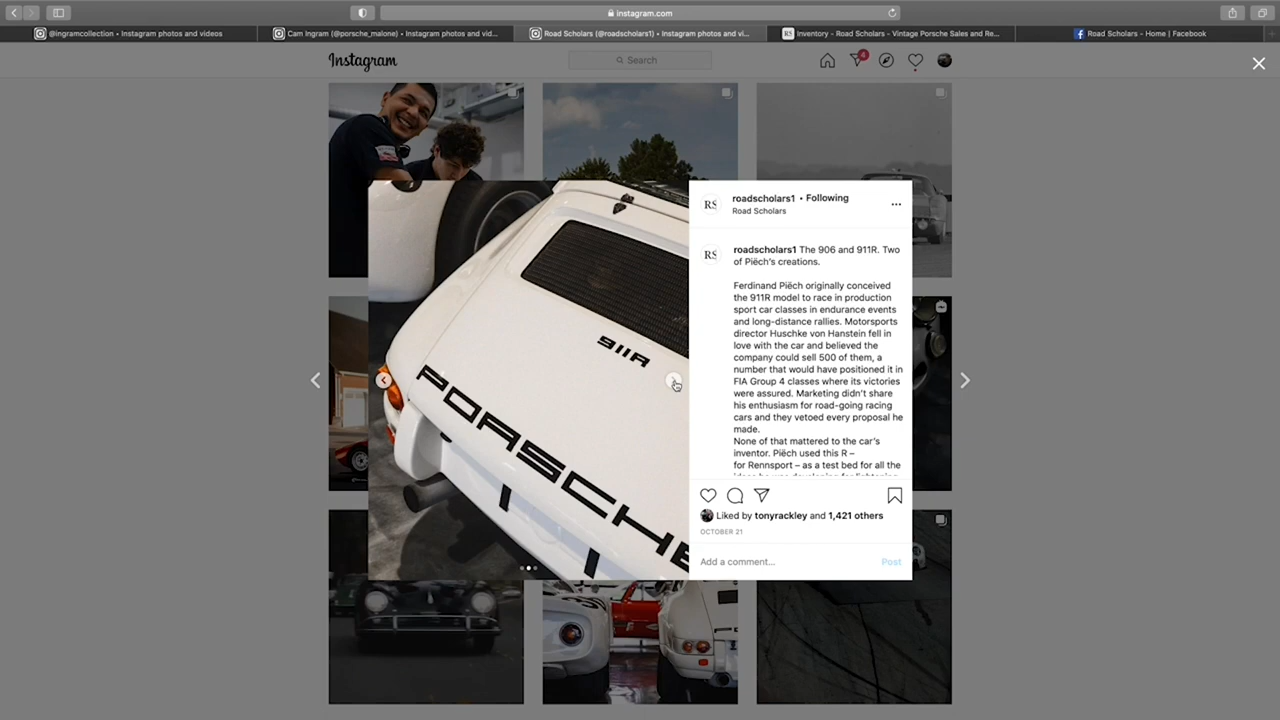 instagram.com
@ingramcollection • Instagram photos and videos
Cam Ingram (@porsche_malone) • Instagram photos and vid...
Road Scholars (@roadscholars1) • Instagram photos and vi...
RS Inventory - Road Scholars - Vintage Porsche Sales and Re...
Road Scholars - Home | Facebook
Instagram
Search
4
RS
roadscholars1 • Following
Road Scholars
RS
roadscholars1 The 906 and 911R. Two
of Piëch's creations.
Ferdinand Piëch originally conceived
the 911R model to race in production
sport car classes in endurance events
and long-distance rallies. Motorsports
director Huschke von Hanstein fell in
love with the car and believed the
company could sell 500 of them, a
number that would have positioned it in
FIA Group 4 classes where its victories
were assured. Marketing didn't share
his enthusiasm for road-going racing
cars and they vetoed every proposal he
made.
None of that mattered to the car's
inventor. Piëch used this R –
for Rennsport – as a test bed for all the
911R
PORSCHE
Liked by tonyrackley and 1,421 others
OCTOBER 21
Add a comment...
Post